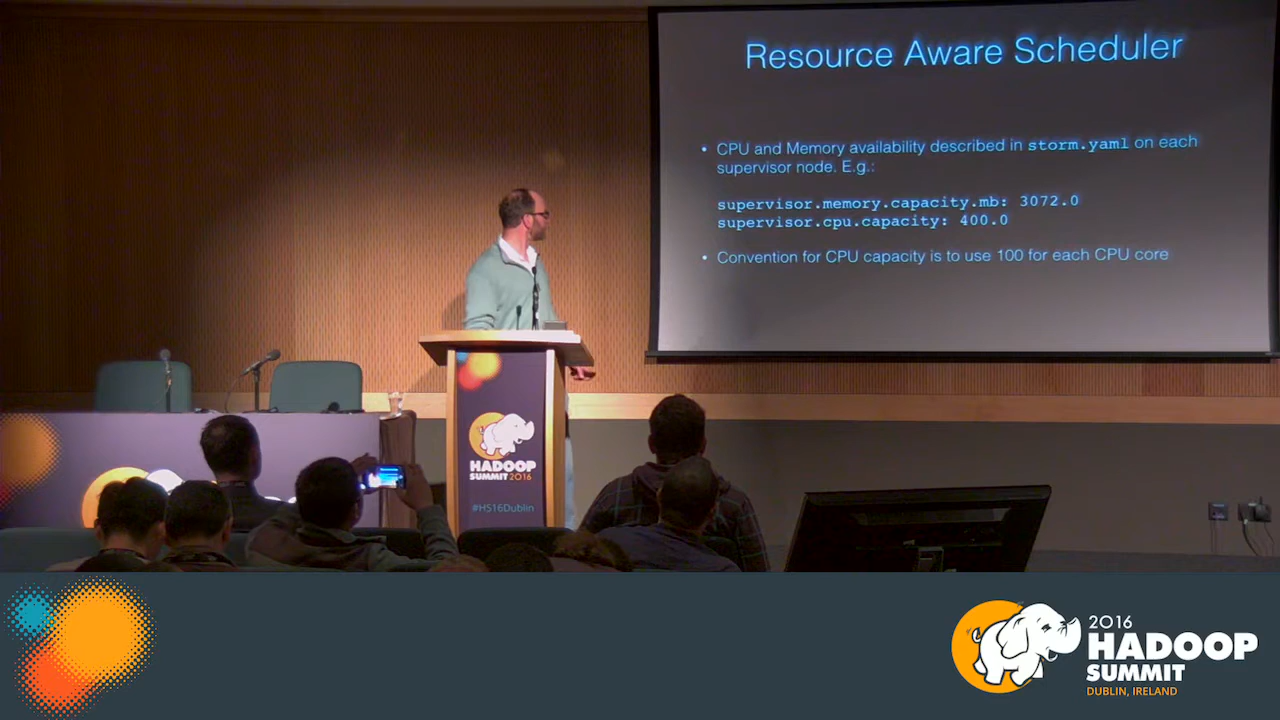 Resource Aware Scheduler
• CPU and Memory availability described in storm.yaml on each
supervisor node. E.g.:
supervisor.memory.capacity.mb: 3072.0
supervisor.cpu.capacity: 400.0
• Convention for CPU capacity is to use 100 for each CPU core
HADOOP
SUMMIT 2016
#HS16Dublin
2016
HADOOP
SUMMIT
DUBLIN, IRELAND